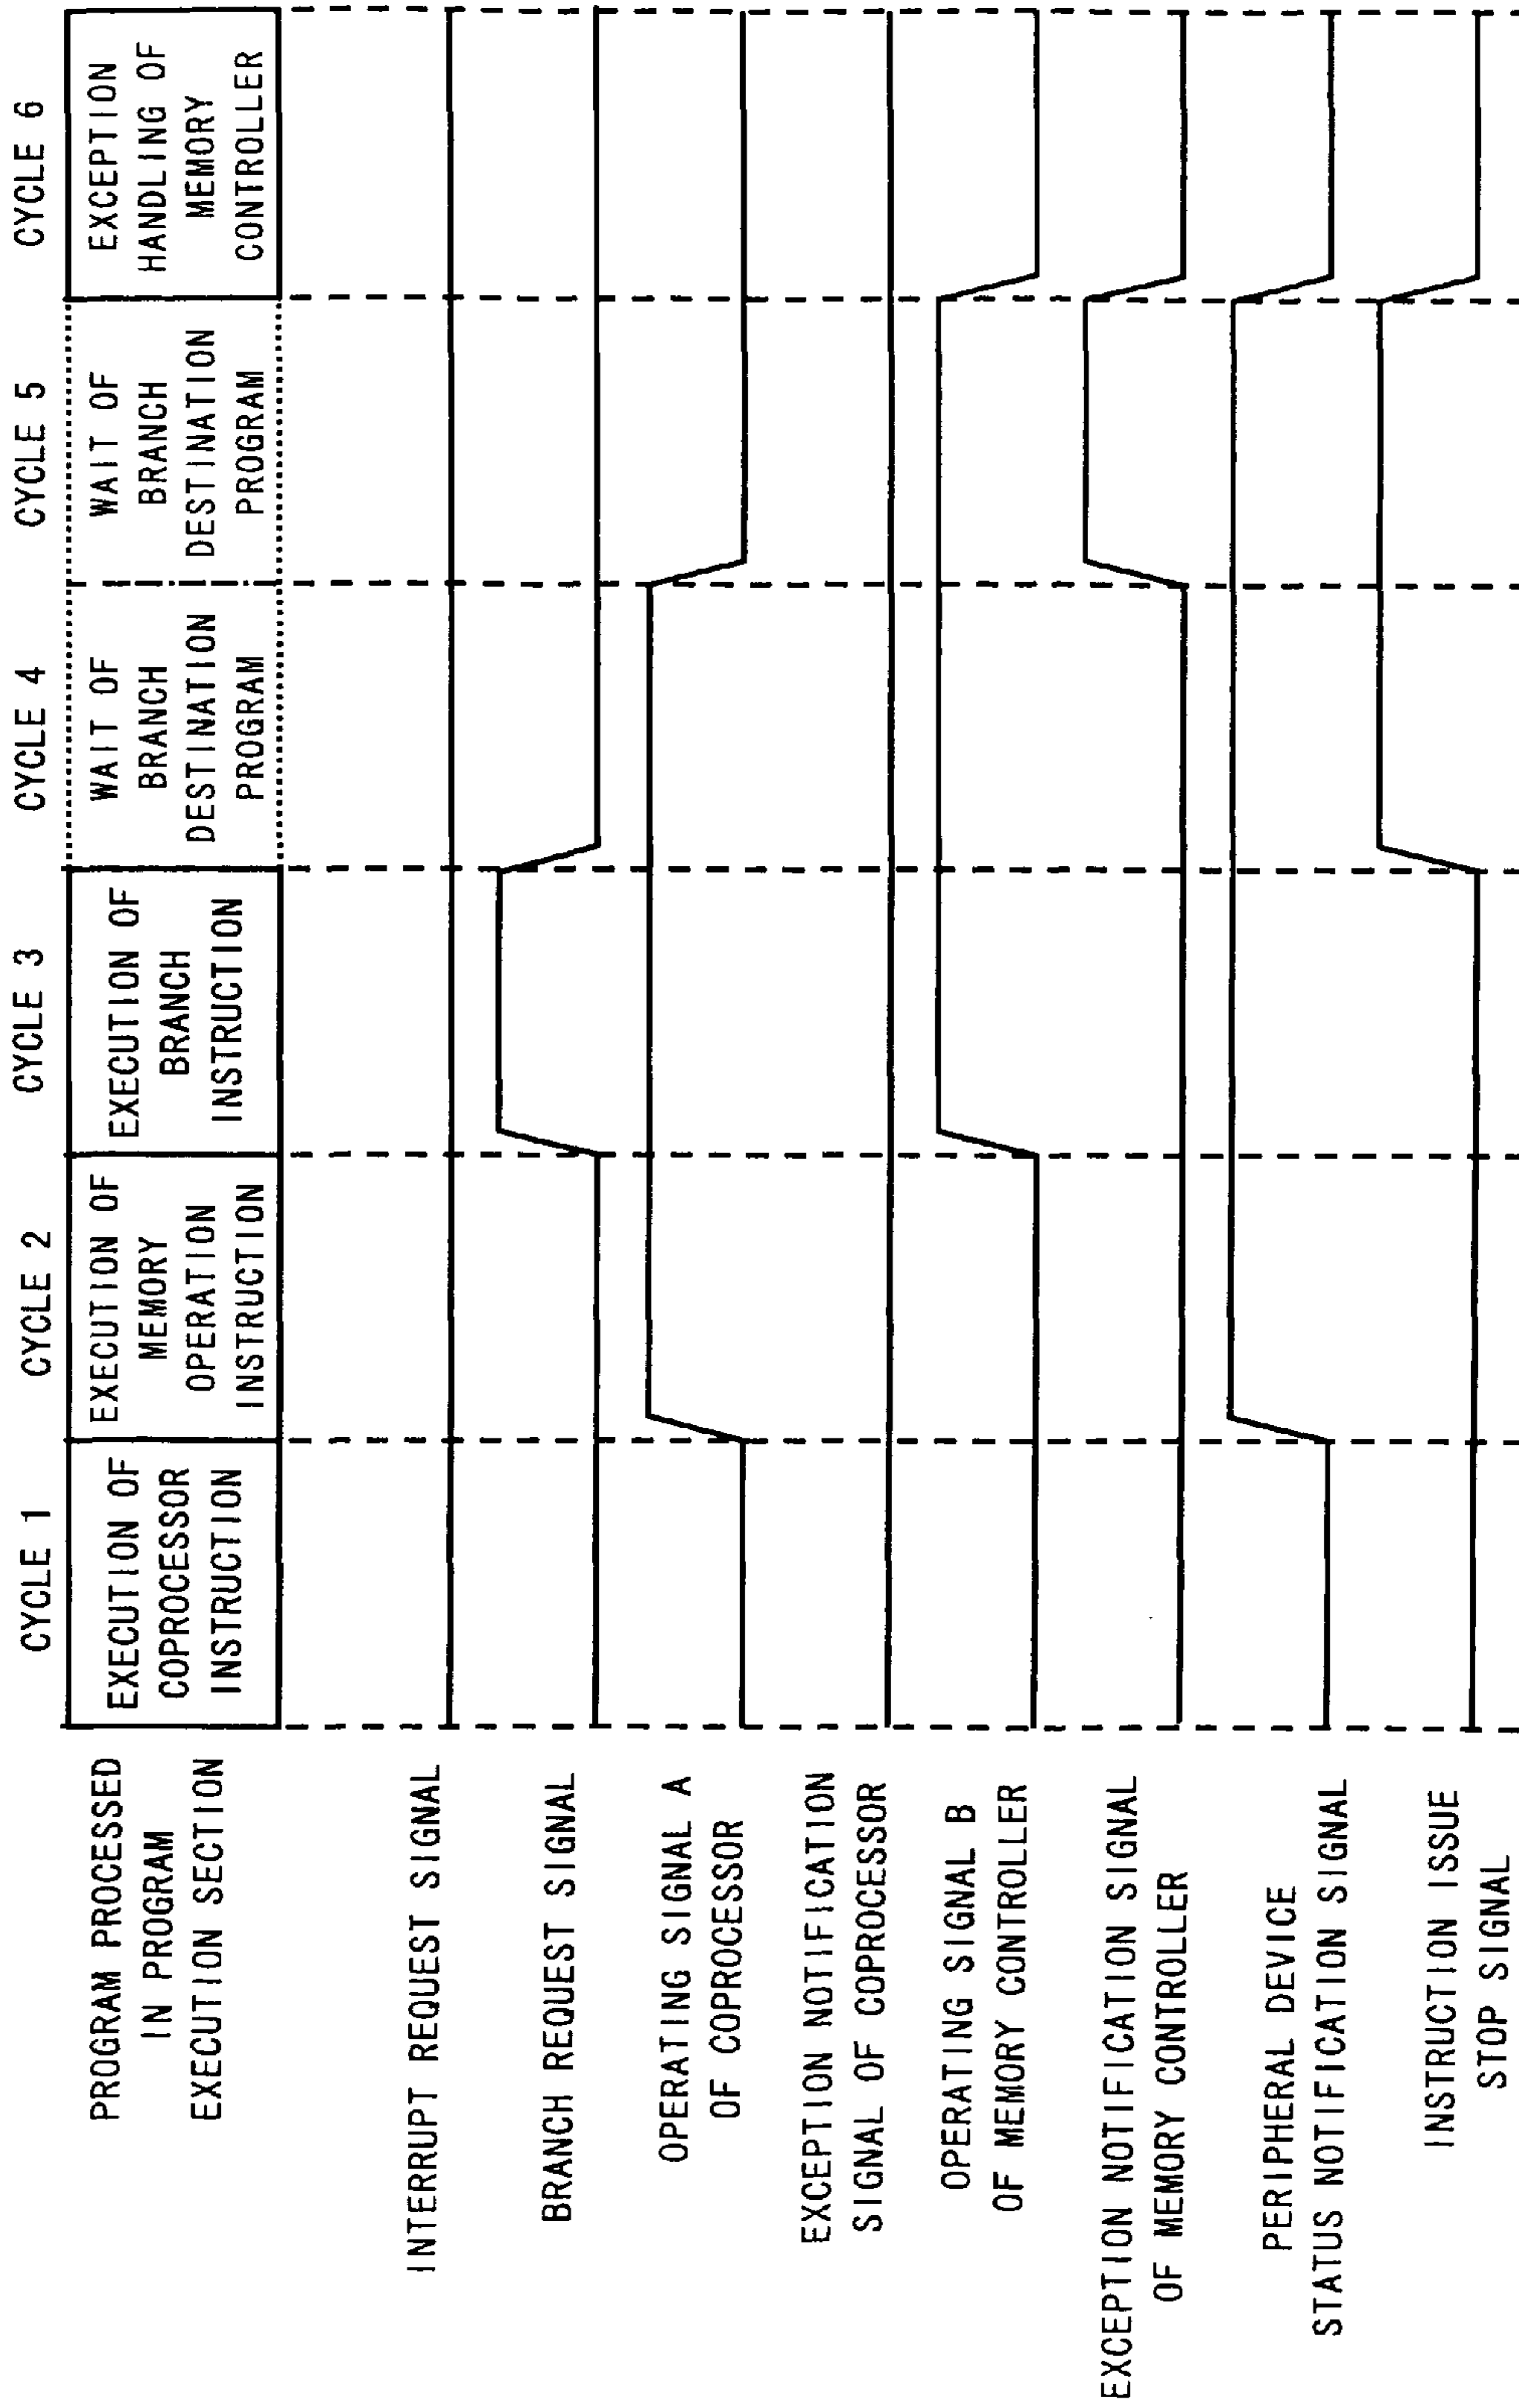 CYCLE 1
CYCLE 2
CYCLE 3
CYCLE 4
CYCLE 5
CYCLE 6
PROGRAM PROCESSED
IN PROGRAM
EXECUTION SECTION
EXECUTION OF
COPROCESSOR
INSTRUCTION
EXECUTION OF
MEMORY
OPERATION
INSTRUCTION
EXECUTION OF
BRANCH
INSTRUCTION
WAIT OF
BRANCH
DESTINATION
PROGRAM
WAIT OF
BRANCH
DESTINATION
PROGRAM
EXCEPTION
HANDLING OF
MEMORY
CONTROLLER
INTERRUPT REQUEST SIGNAL
BRANCH REQUEST SIGNAL
OPERATING SIGNAL A
OF COPROCESSOR
EXCEPTION NOTIFICATION
SIGNAL OF COPROCESSOR
OPERATING SIGNAL B
OF MEMORY CONTROLLER
EXCEPTION NOTIFICATION SIGNAL
OF MEMORY CONTROLLER
PERIPHERAL DEVICE
STATUS NOTIFICATION SIGNAL
INSTRUCTION ISSUE
STOP SIGNAL